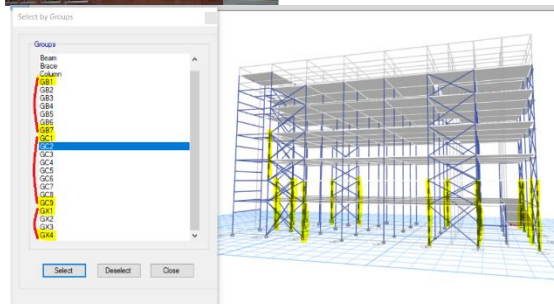 Select by Groups
Groups
Beam
Brace
Column
GB1
GB2
GB3
GB4
GB5
GB6
GB7
GC1
GC2
GC3
GC4
GC5
GC6
GC7
GC8
GC9
GX1
GX2
GX3
GX4
Select
Deselect
Close